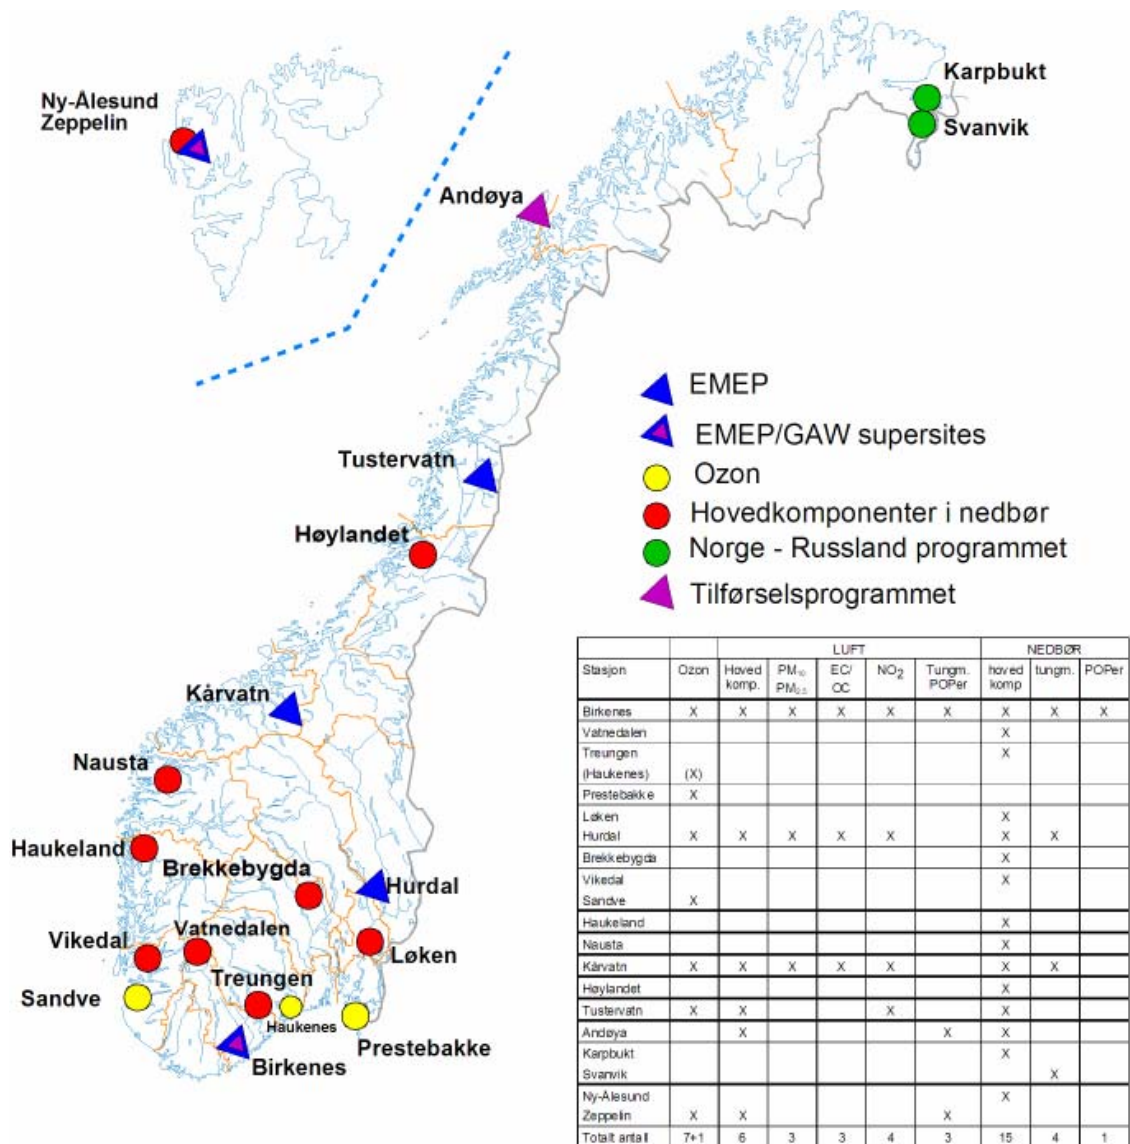 Karpbukt
Ny-Ålesund
Zeppelin
Svanvik
Andøya
EMEP
EMEP/GAW supersites
Tustervatn
Ozon
Høylandet
Hovedkomponenter i nedbør
Norge - Russland programmet
Tilførselsprogrammet
Kårvatn
Nausta
Haukeland
Brekkebygda
Hurdal
Vatnedalen
Vikedal
Løken
Treungen
Sandve
Haukenes
Prestebakke
Birkenes
LUFT NEDBØR
Stasjon Ozon Hoved komp. PM10 PM2.5 EC/ OC NO2 Tungm. POPer hoved komp tungm. POPer
Birkenes X X X X X X X X X
Vatnedalen X
Treungen X
(Haukenes) (X)
Prestebakke X
Løken X
Hurdal X X X X X X X
Brekkebygda X
Vikedal X
Sandve X
Haukeland X
Nausta X
Kårvatn X X X X X X X
Høylandet X
Tustervatn X X X X
Andøya X X X
Karpbukt X
Svanvik X
Ny-Ålesund X
Zeppelin X X X
Totalt antall 7+1 6 3 3 4 3 15 4 1